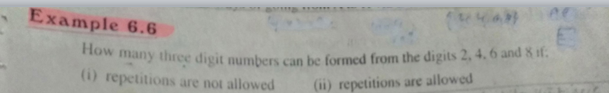 Example 6.6
How many three digit numbers can be formed from the digits 2, 4, 6 and 8 if:
(i) repetitions are not allowed (ii) repetitions are allowed